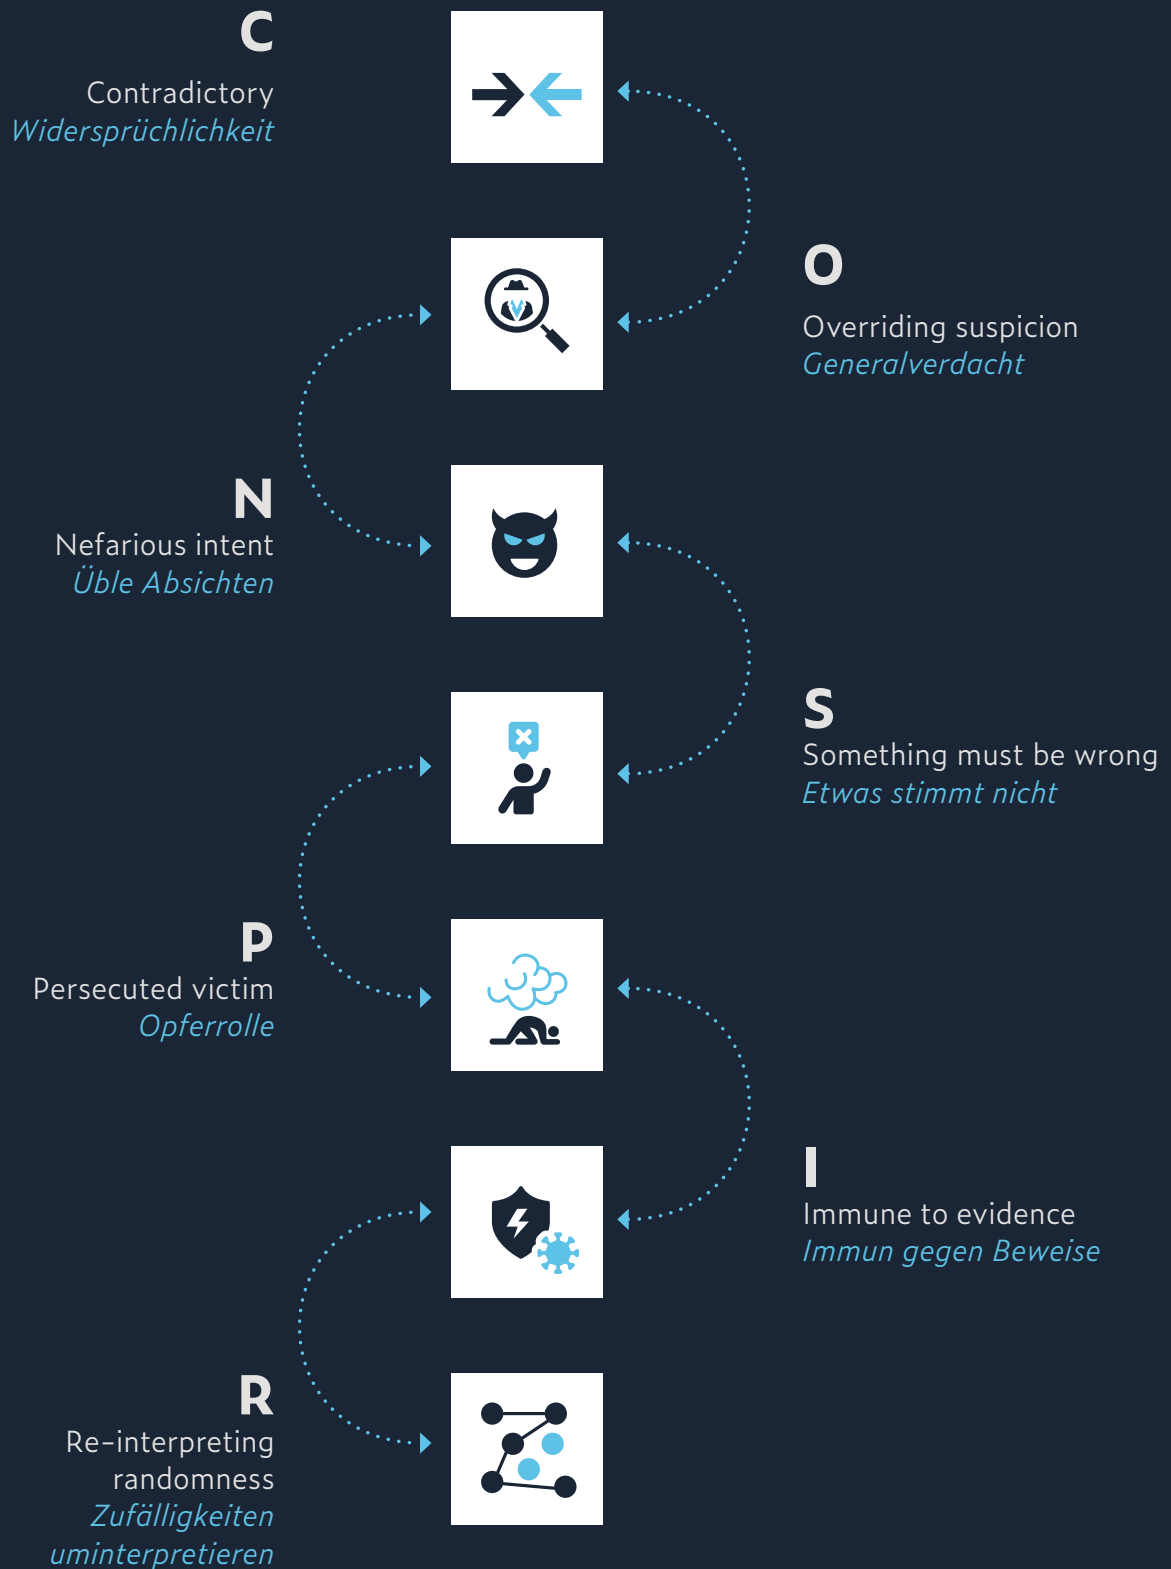 C
Contradictory
Widersprüchlichkeit
O
Overriding suspicion
Generalverdacht
N
Nefarious intent
Üble Absichten
S
Something must be wrong
Etwas stimmt nicht
P
Persecuted victim
Opferrolle
I
Immune to evidence
Immun gegen Beweise
R
Re-interpreting
randomness
Zufälligkeiten
uminterpretieren